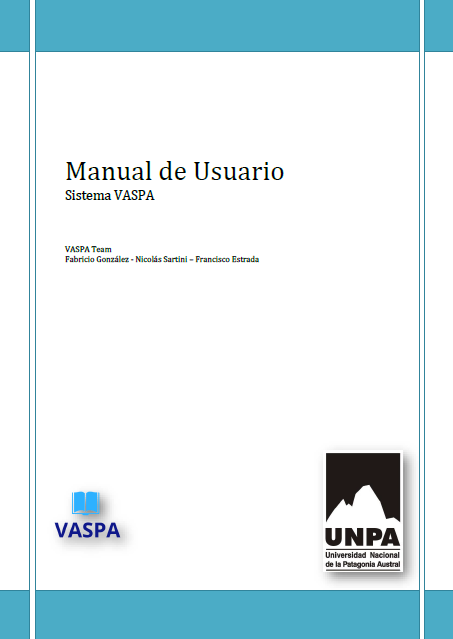 Manual de Usuario
Sistema VASPA
VASPA Team
Fabricio González - Nicolás Sartini – Francisco Estrada
VASPA
UNPA
Universidad Nacional
de la Patagonia Austral